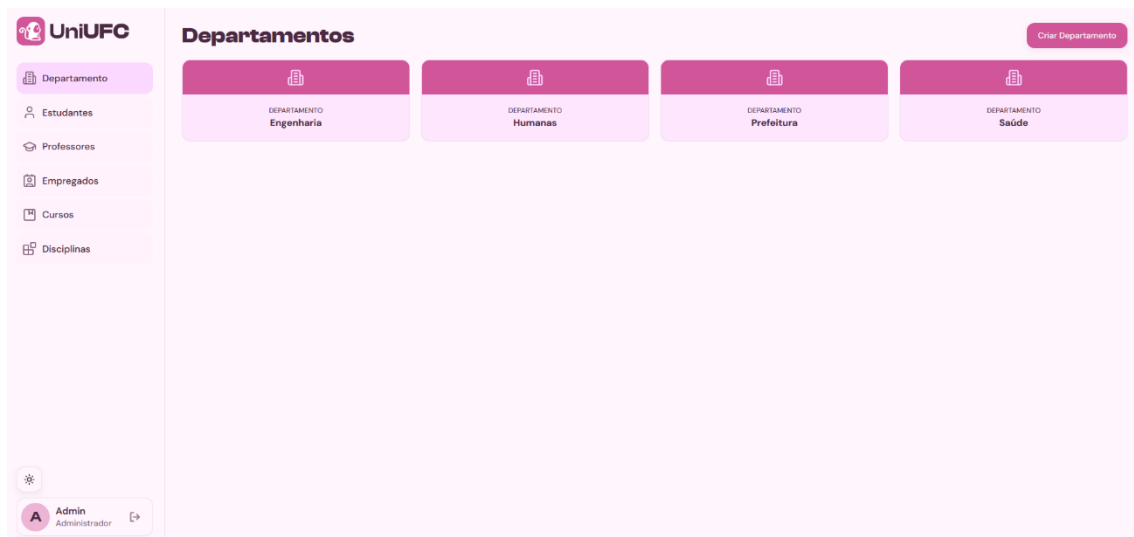 UniUFC
Departamento
Estudantes
Professores
Empregados
Cursos
Disciplinas
A
Admin
Administrador
Departamentos
Criar Departamento
DEPARTAMENTO
Engenharia
DEPARTAMENTO
Humanas
DEPARTAMENTO
Prefeitura
DEPARTAMENTO
Saúde